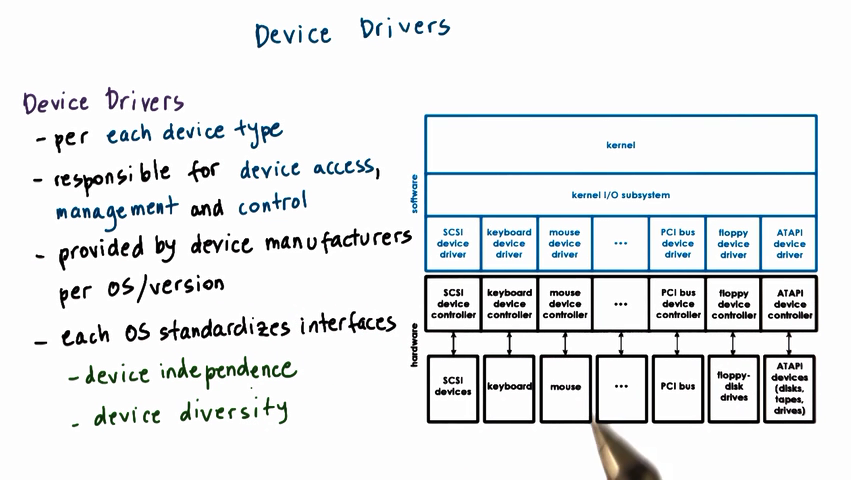 Device Drivers
Device Drivers
- per each device type
- responsible for device access,
management and control
- provided by device manufacturers
per OS/version
- each OS standardizes interfaces
- device independence
- device diversity
software
kernel
kernel I/O subsystem
SCSI device driver
keyboard device driver
mouse device driver
...
PCI bus device driver
floppy device driver
ATAPI device driver
hardware
SCSI device controller
keyboard device controller
mouse device controller
...
PCI bus device controller
floppy device controller
ATAPI device controller
SCSI devices
keyboard
mouse
...
PCI bus
floppy-disk drives
ATAPI devices (disks, tapes, drives)